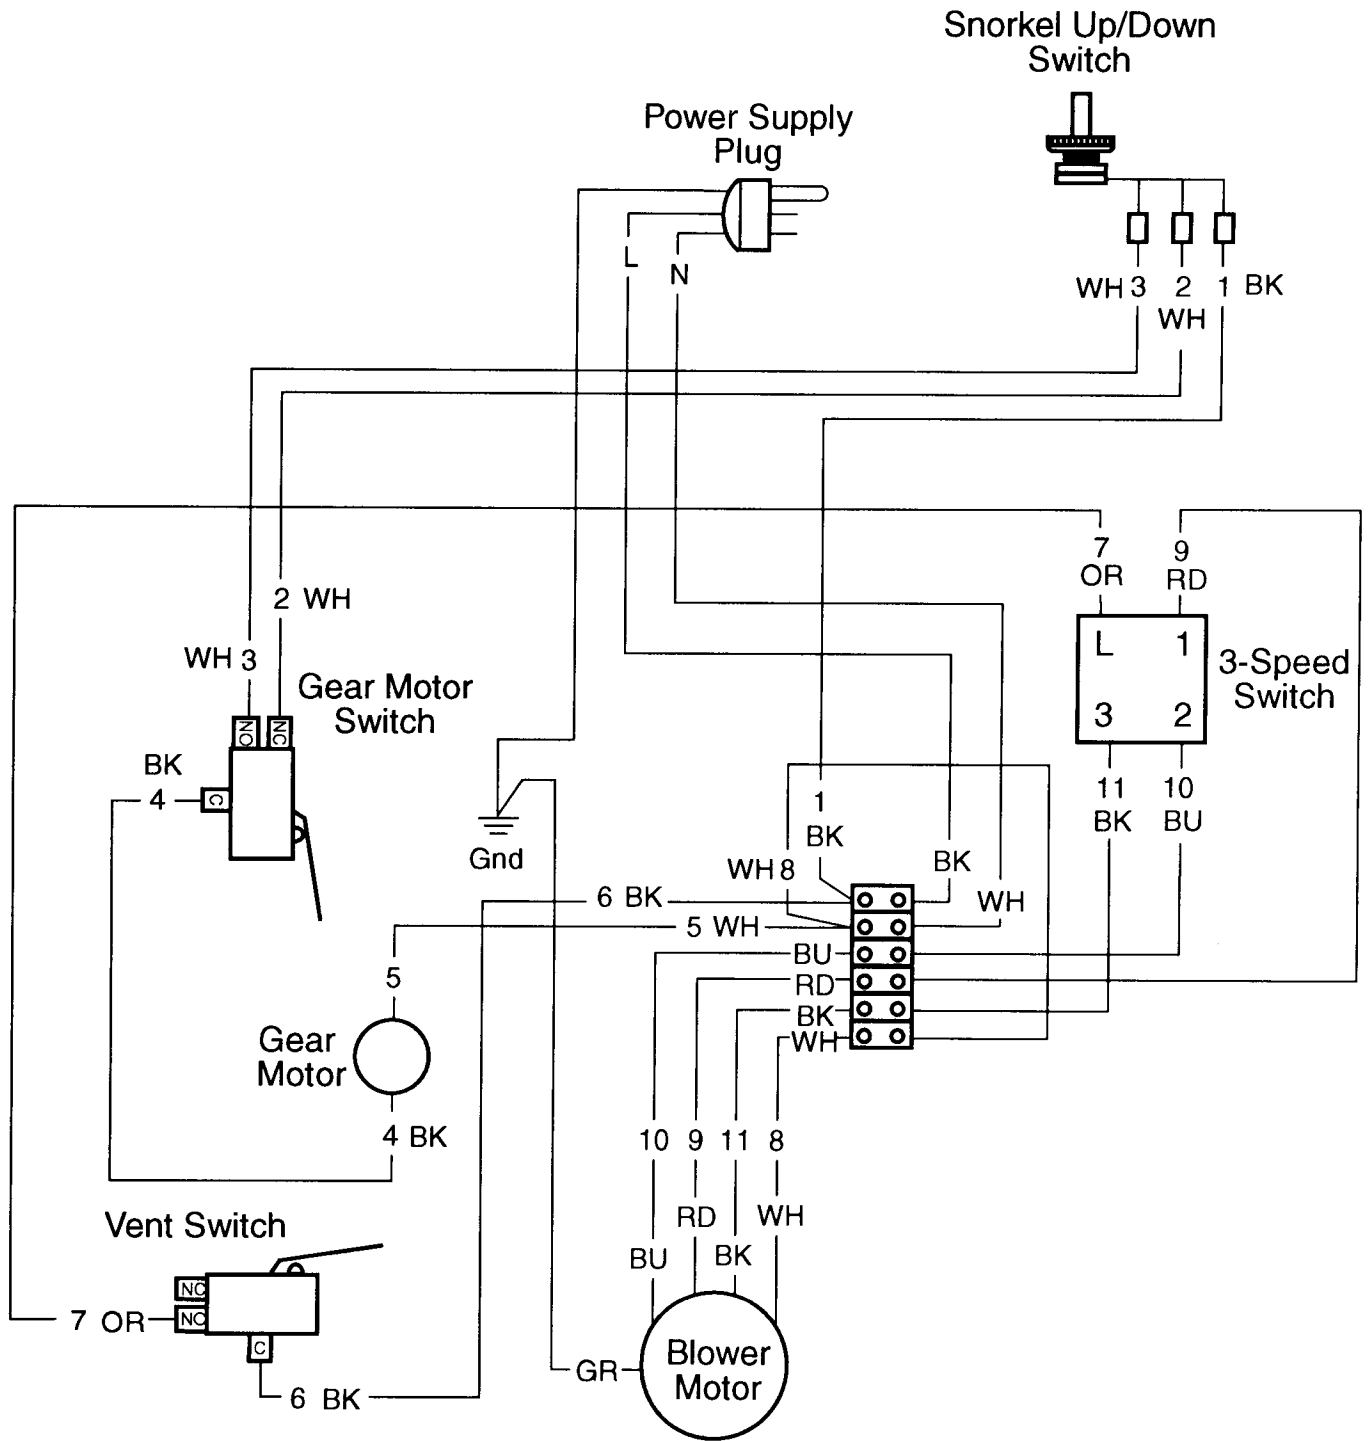 Snorkel Up/Down
Switch
Power Supply
Plug
L
N
WH 3
2
1 BK
WH
7
OR
9
RD
2 WH
WH 3
Gear Motor
Switch
NO
NC
BK
4
C
L
1
3
2
3-Speed
Switch
11
BK
10
BU
Gnd
1
BK
WH 8
BK
WH
6 BK
5 WH
BU
RD
BK
WH
5
Gear
Motor
4 BK
10
9
11
8
RD
WH
BU
BK
Vent Switch
NC
NO
7 OR
C
6 BK
GR
Blower
Motor